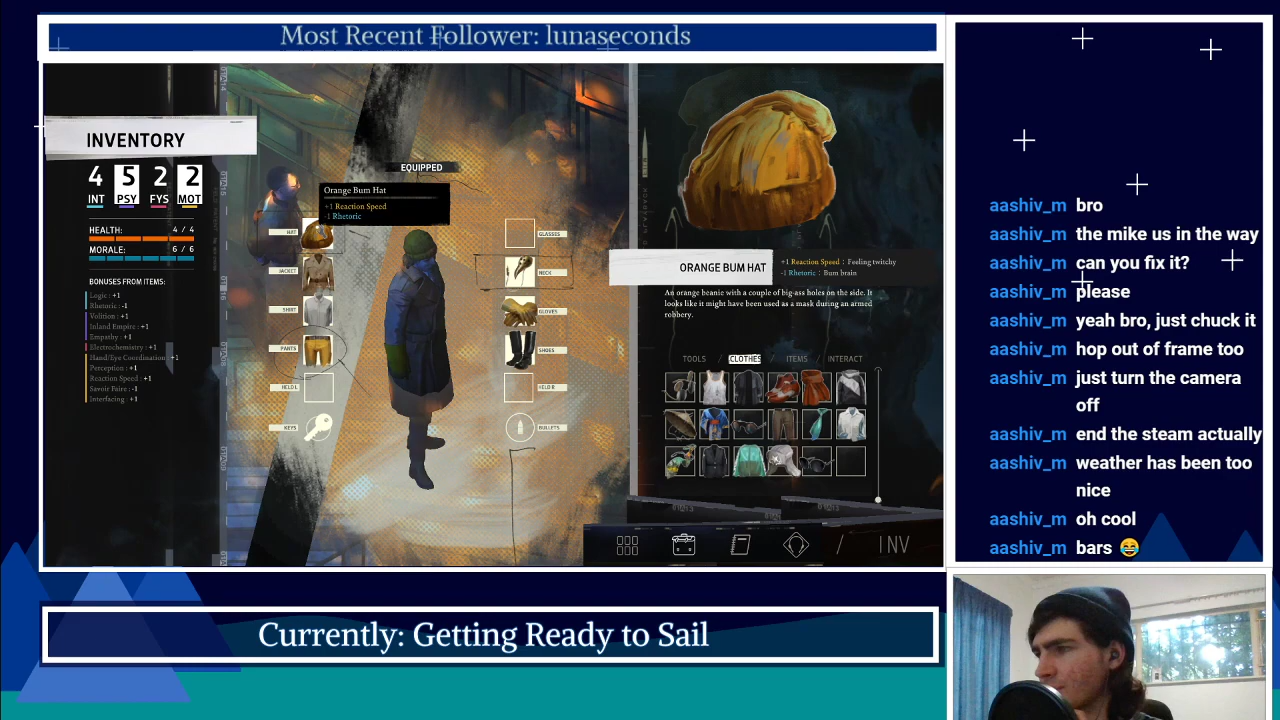 Most Recent Follower: lunaseconds
INVENTORY
4 5 2 2
INT PSY FYS MOT
HEALTH: 4 / 4
MORALE: 6 / 6
BONUSES FROM ITEMS:
Logic: +1
Rhetoric: -1
Volition: +1
Inland Empire: +1
Empathy: +1
Electrochemistry: +1
Hand/Eye Coordination: +1
Perception: +1
Reaction Speed: +1
Savoir Faire: -1
Interfacing: +1
EQUIPPED
Orange Bum Hat
+1 Reaction Speed
-1 Rhetoric
HAT
GLASSES
JACKET
NECK
SHIRT
GLOVES
PANTS
SHOES
HELD L
HELD R
KEYS
BULLETS
ORANGE BUM HAT
+1 Reaction Speed : Feeling twitchy
-1 Rhetoric : Bum brain
An orange beanie with a couple of big-ass holes on the side. It
looks like it might have been used as a mask during an armed
robbery.
TOOLS CLOTHES ITEMS INTERACT
/ INV
Currently: Getting Ready to Sail
aashiv_m bro
aashiv_m the mike us in the way
aashiv_m can you fix it?
aashiv_m please
aashiv_m yeah bro, just chuck it
aashiv_m hop out of frame too
aashiv_m just turn the camera
off
aashiv_m end the steam actually
aashiv_m weather has been too
nice
aashiv_m oh cool
aashiv_m bars 😂